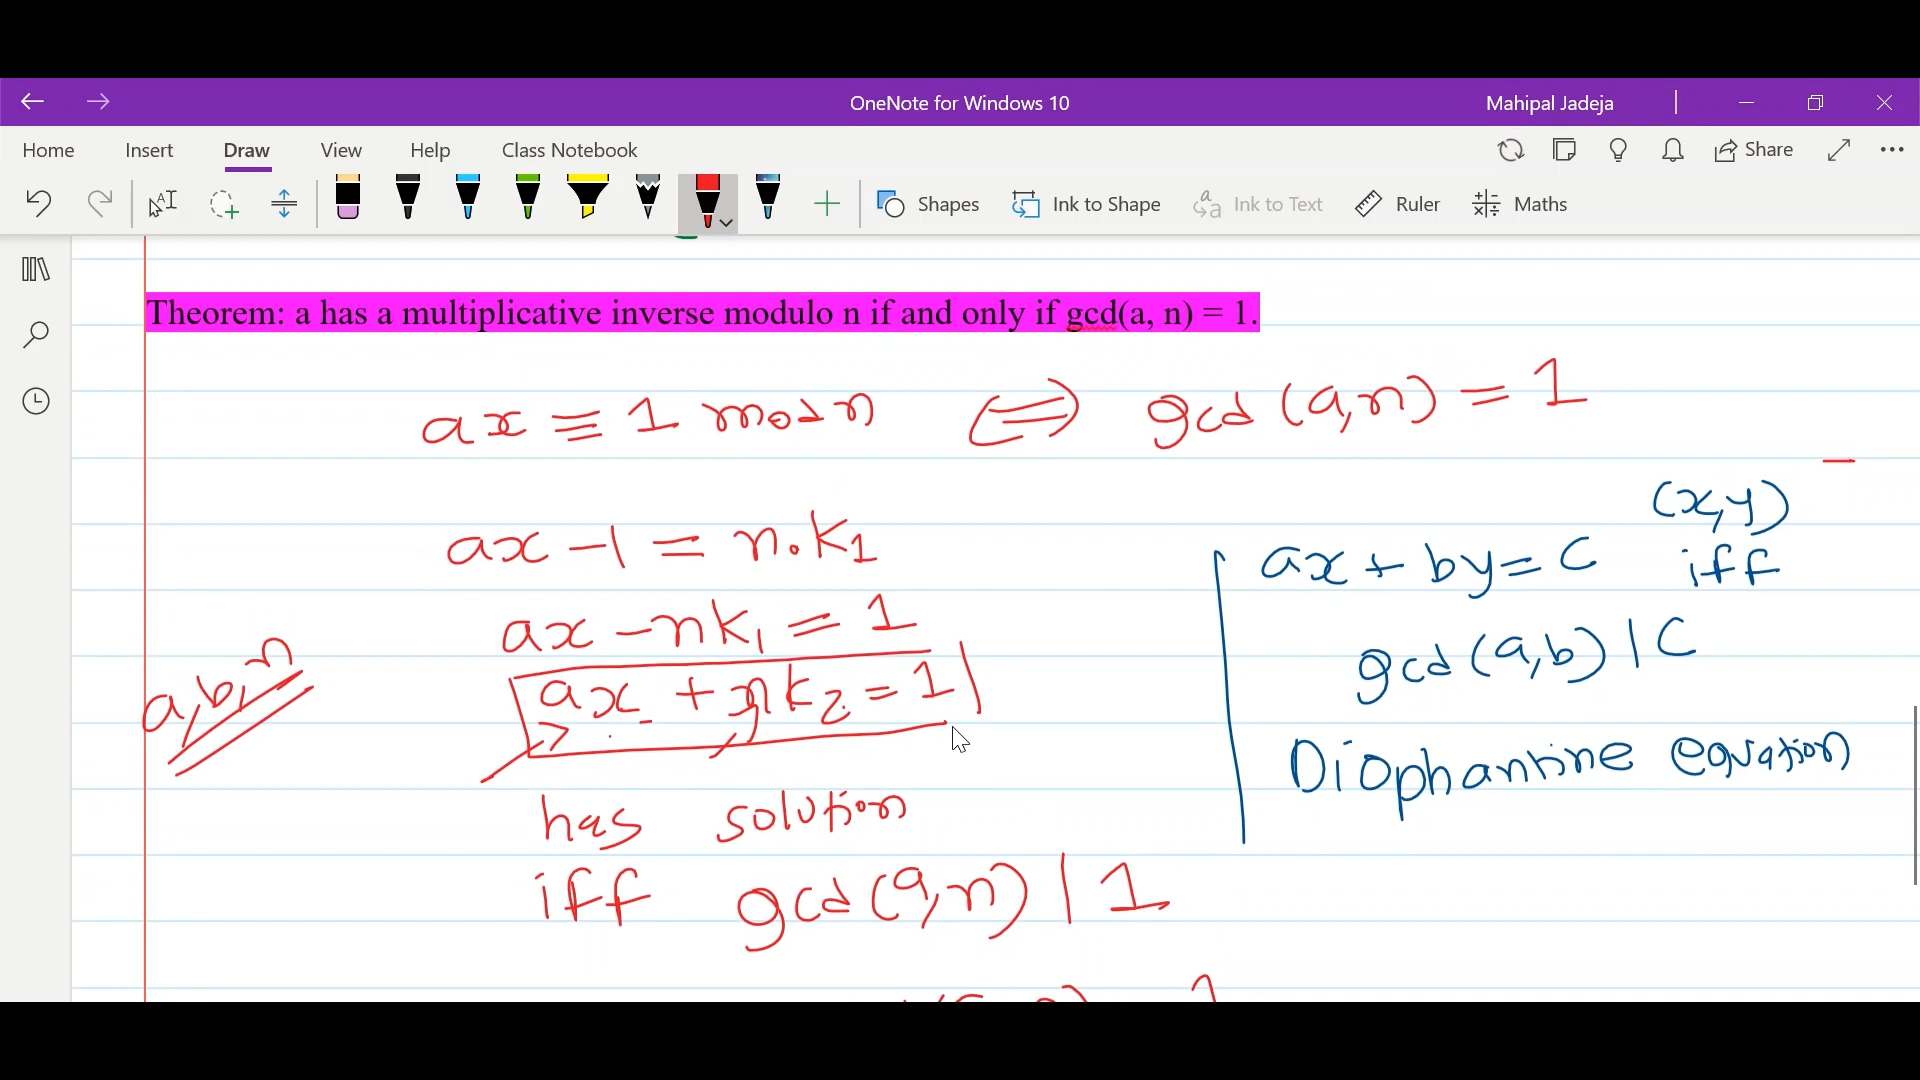 OneNote for Windows 10
Mahipal Jadeja
Home Insert Draw View Help Class Notebook Share
Shapes Ink to Shape Ink to Text Ruler Maths
Theorem: a has a multiplicative inverse modulo n if and only if gcd(a, n) = 1.
ax ≡ 1 mod n ⟺ gcd(a,n) = 1
(x,y)
ax - 1 = n.k₁
ax + by = c iff
ax - nk₁ = 1
gcd(a,b) | c
a,b,n
ax + nk₂ = 1
Diophantine equation
has solution
iff gcd(a,n) | 1